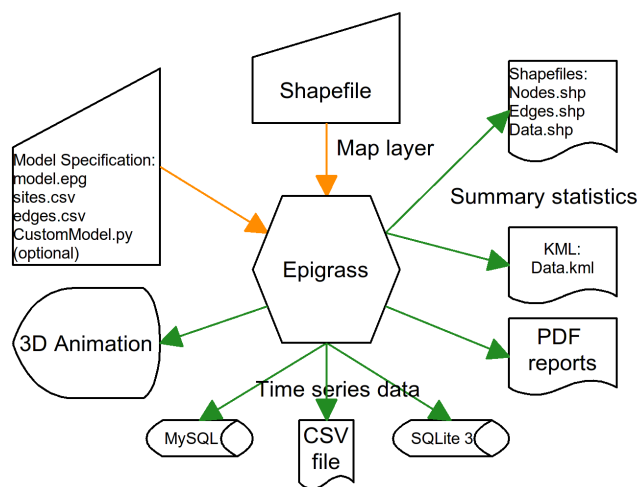 Shapefile
Shapefiles:
Nodes.shp
Edges.shp
Data.shp
Map layer
Model Specification:
model.epg
sites.csv
edges.csv
CustomModel.py
(optional)
Summary statistics
Epigrass
KML:
Data.kml
3D Animation
PDF
reports
Time series data
MySQL
CSV
file
SQLite 3